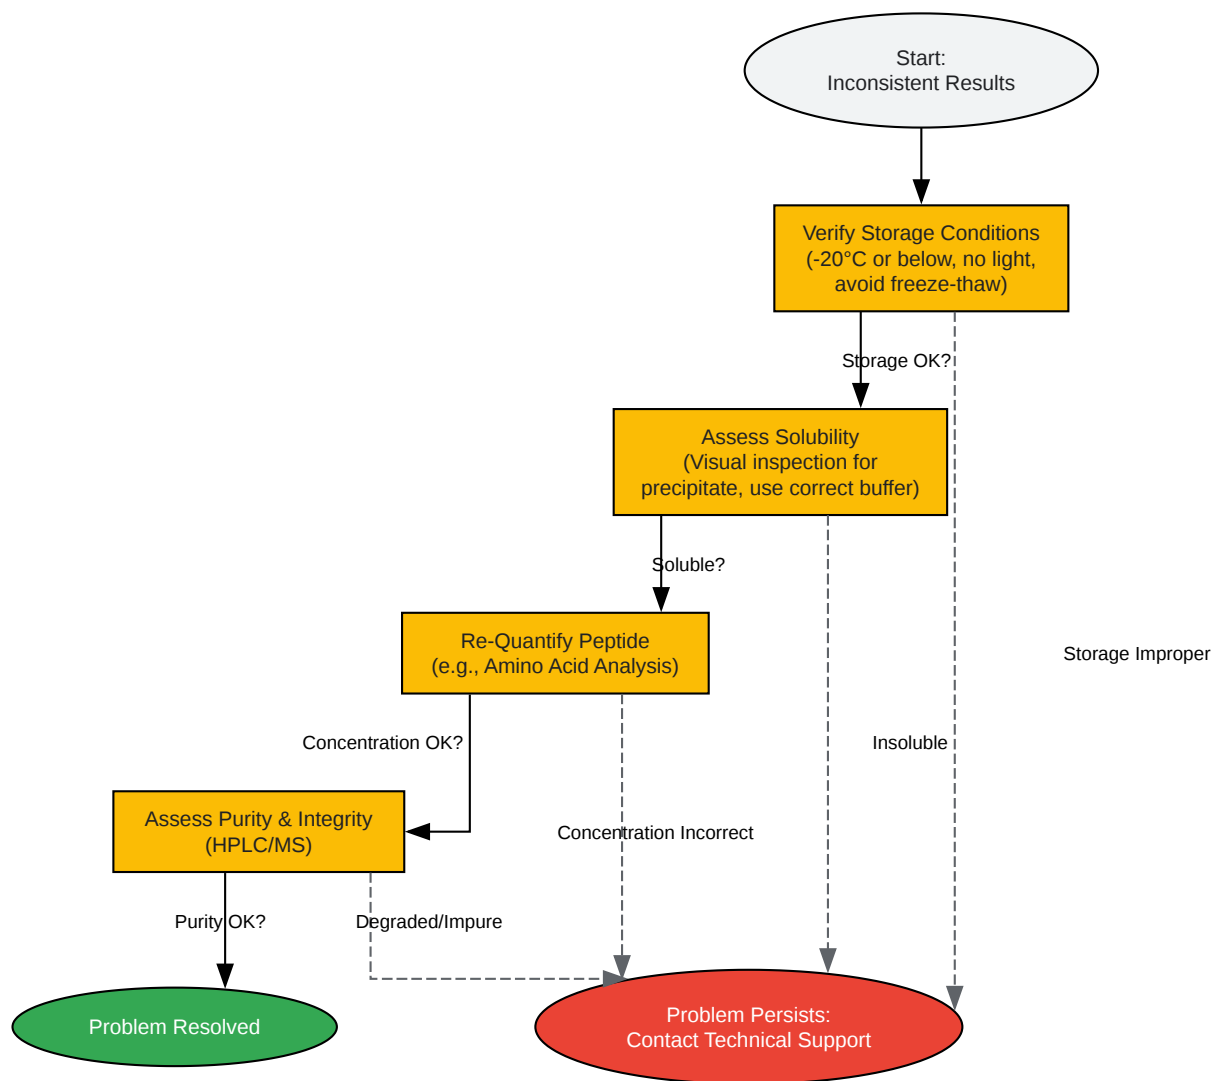 Start:
Inconsistent Results
Verify Storage Conditions
(-20°C or below, no light,
avoid freeze-thaw)
Storage OK?
Assess Solubility
(Visual inspection for
precipitate, use correct buffer)
Soluble?
Re-Quantify Peptide
(e.g., Amino Acid Analysis)
Storage Improper
Concentration OK?
Insoluble
Assess Purity & Integrity
(HPLC/MS)
Concentration Incorrect
Purity OK?
Degraded/Impure
Problem Resolved
Problem Persists:
Contact Technical Support